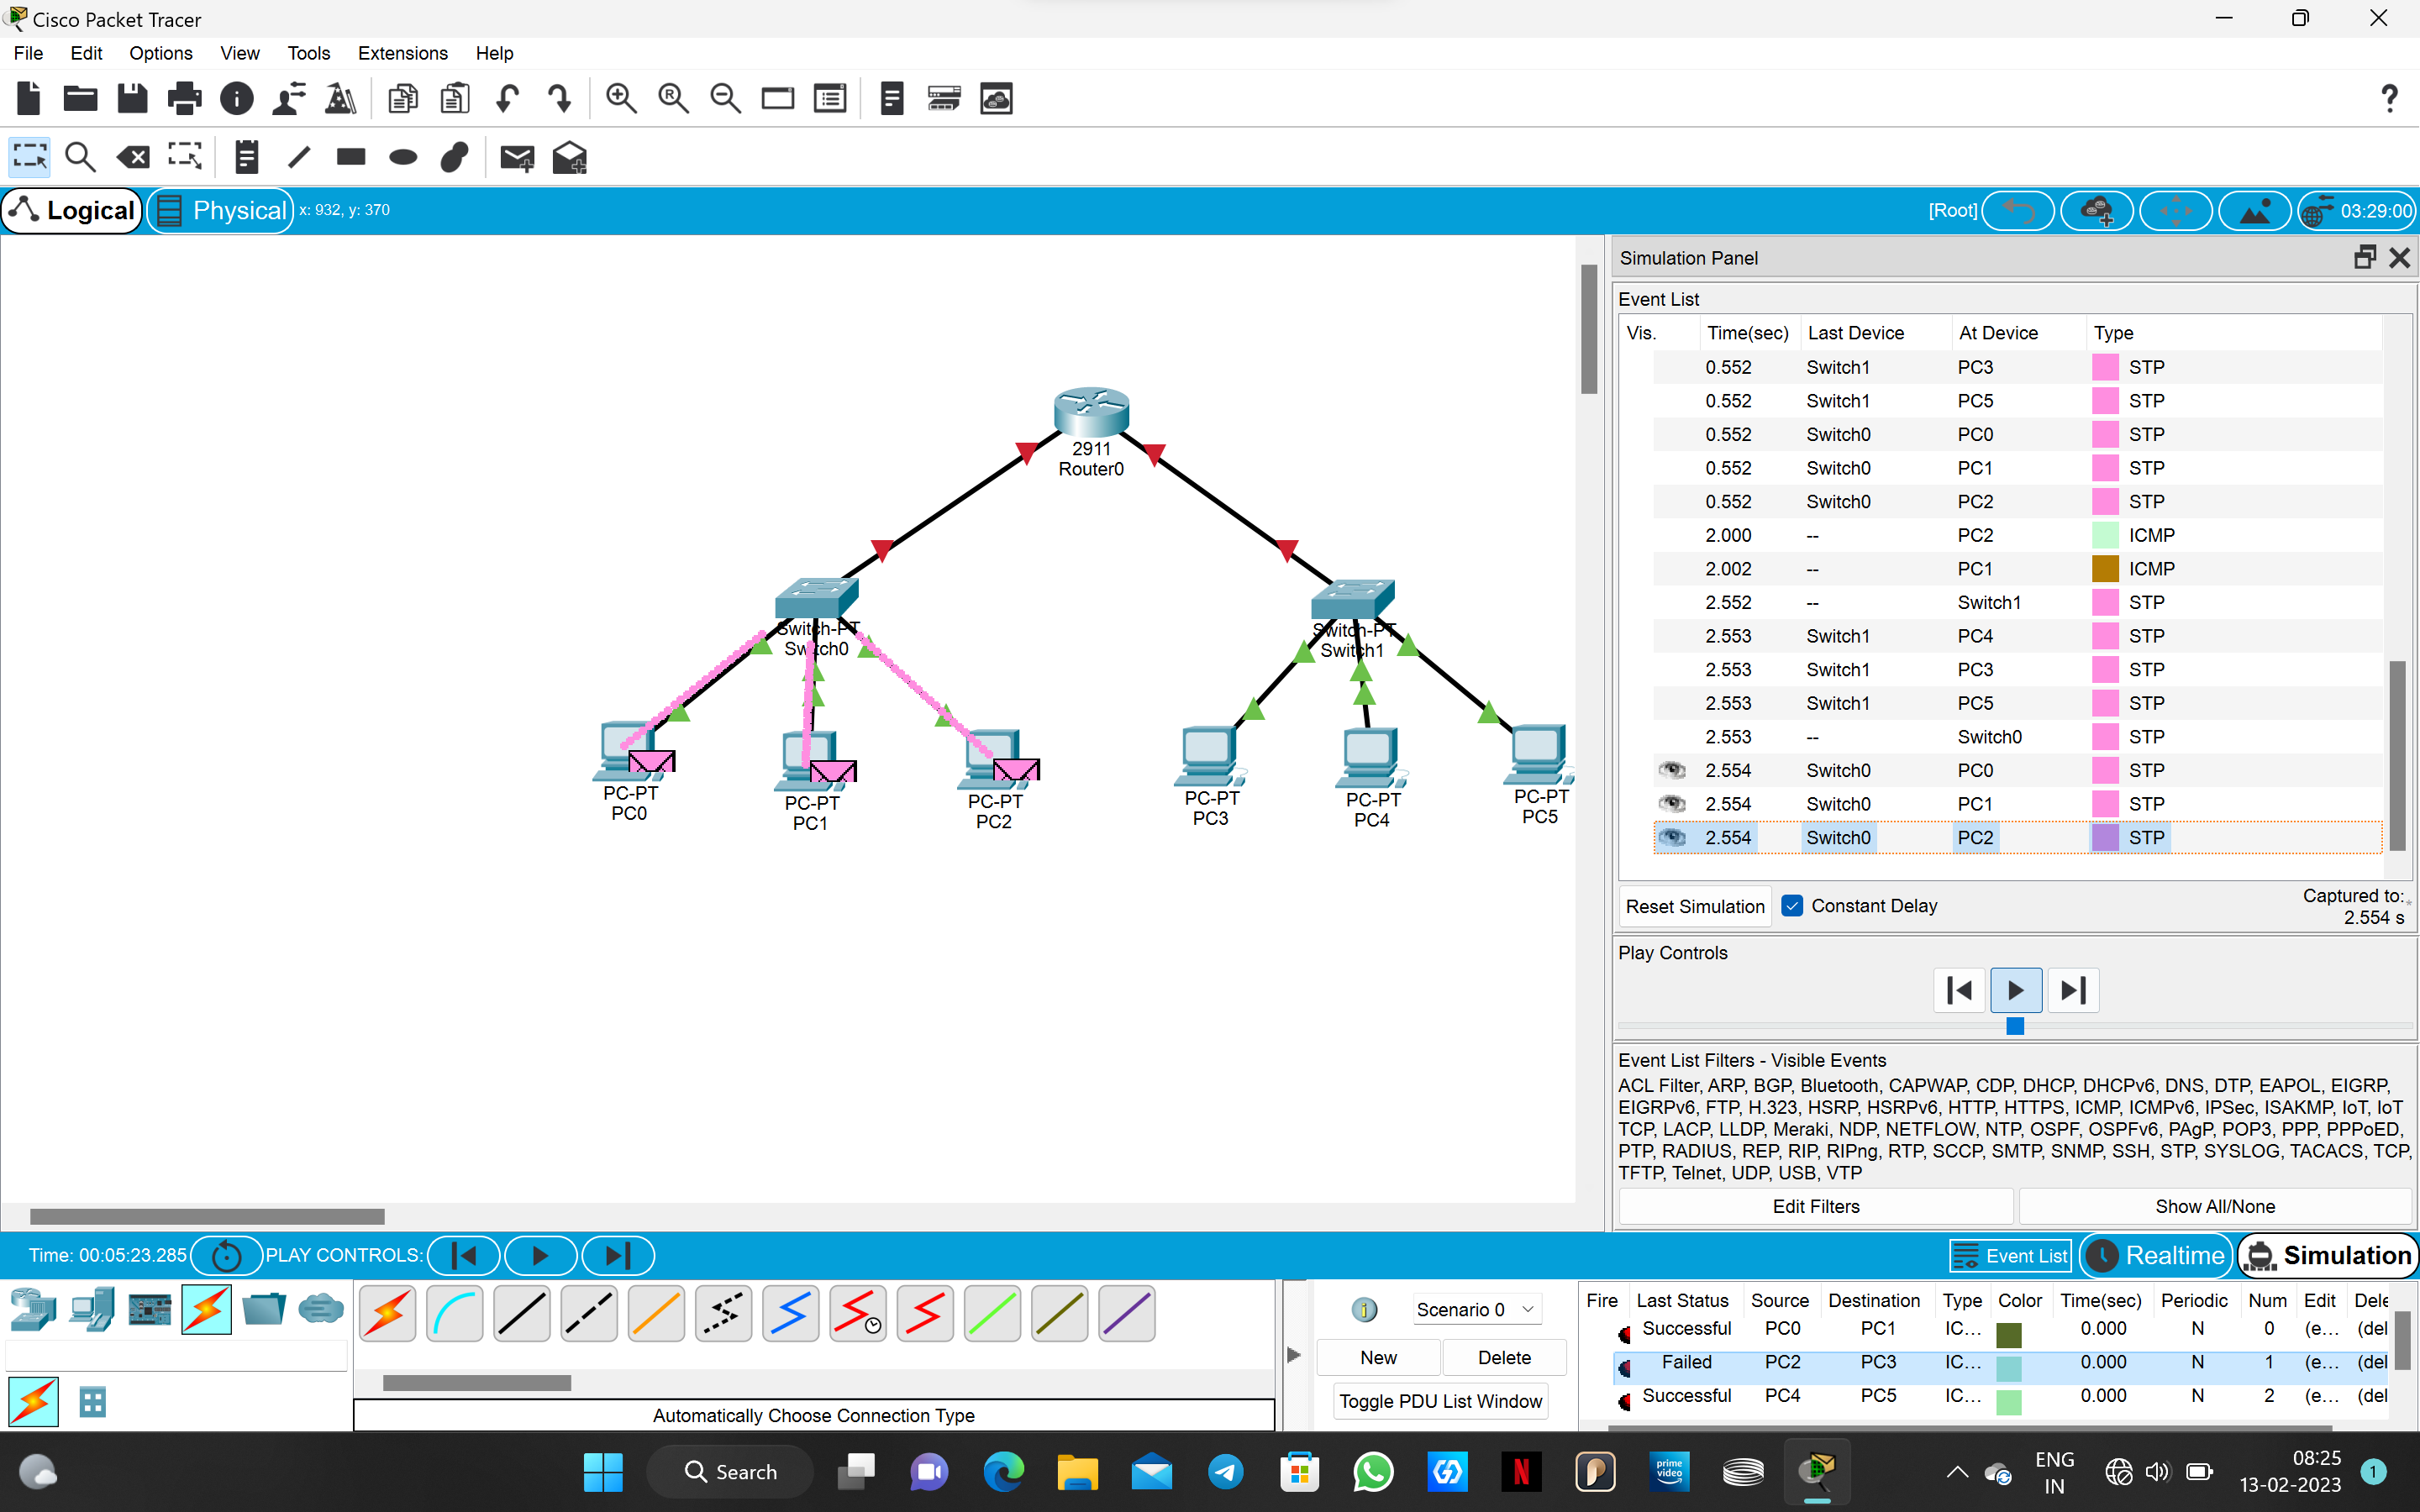 Cisco Packet Tracer
File Edit Options View Tools Extensions Help
Logical Physical x: 932, y: 370 [Root] 03:29:00
Simulation Panel
Event List
Vis. Time(sec) Last Device At Device Type
0.552 Switch1 PC3 STP
0.552 Switch1 PC5 STP
0.552 Switch0 PC0 STP
0.552 Switch0 PC1 STP
0.552 Switch0 PC2 STP
2.000 -- PC2 ICMP
2.002 -- PC1 ICMP
2.552 -- Switch1 STP
2.553 Switch1 PC4 STP
2.553 Switch1 PC3 STP
2.553 Switch1 PC5 STP
2.553 -- Switch0 STP
2.554 Switch0 PC0 STP
2.554 Switch0 PC1 STP
2.554 Switch0 PC2 STP
Reset Simulation Constant Delay Captured to: *
2.554 s
Play Controls
Event List Filters - Visible Events
ACL Filter, ARP, BGP, Bluetooth, CAPWAP, CDP, DHCP, DHCPv6, DNS, DTP, EAPOL, EIGRP,
EIGRPv6, FTP, H.323, HSRP, HSRPv6, HTTP, HTTPS, ICMP, ICMPv6, IPSec, ISAKMP, IoT, IoT
TCP, LACP, LLDP, Meraki, NDP, NETFLOW, NTP, OSPF, OSPFv6, PAgP, POP3, PPP, PPPoED,
PTP, RADIUS, REP, RIP, RIPng, RTP, SCCP, SMTP, SNMP, SSH, STP, SYSLOG, TACACS, TCP,
TFTP, Telnet, UDP, USB, VTP
Edit Filters Show All/None
2911
Router0
Switch-PT
Switch0
Switch-PT
Switch1
PC-PT
PC0
PC-PT
PC1
PC-PT
PC2
PC-PT
PC3
PC-PT
PC4
PC-PT
PC5
Time: 00:05:23.285 PLAY CONTROLS: Event List Realtime Simulation
Automatically Choose Connection Type
Scenario 0
New Delete
Toggle PDU List Window
Fire Last Status Source Destination Type Color Time(sec) Periodic Num Edit Dele
Successful PC0 PC1 IC... 0.000 N 0 (e... (del
Failed PC2 PC3 IC... 0.000 N 1 (e... (del
Successful PC4 PC5 IC... 0.000 N 2 (e... (del
Search
prime
video
ENG
IN
08:25
13-02-2023
1